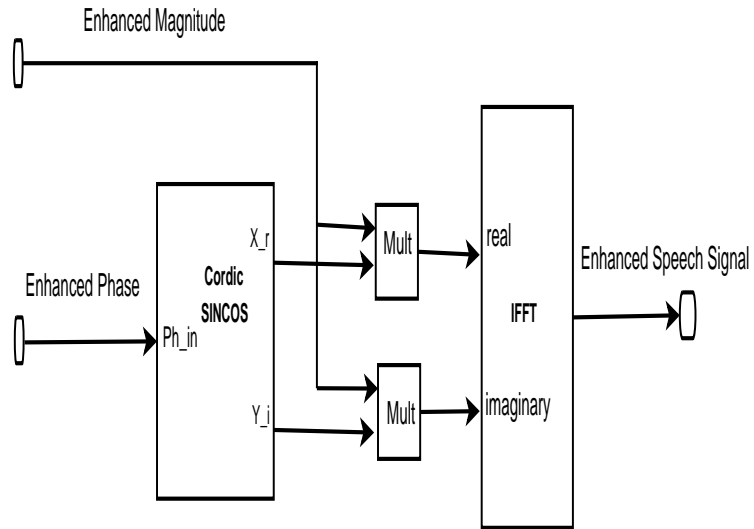 Enhanced Magnitude
X_r
Mult
real
Cordic
SINCOS
Enhanced Phase
Ph_in
IFFT
Enhanced Speech Signal
Y_i
Mult
imaginary